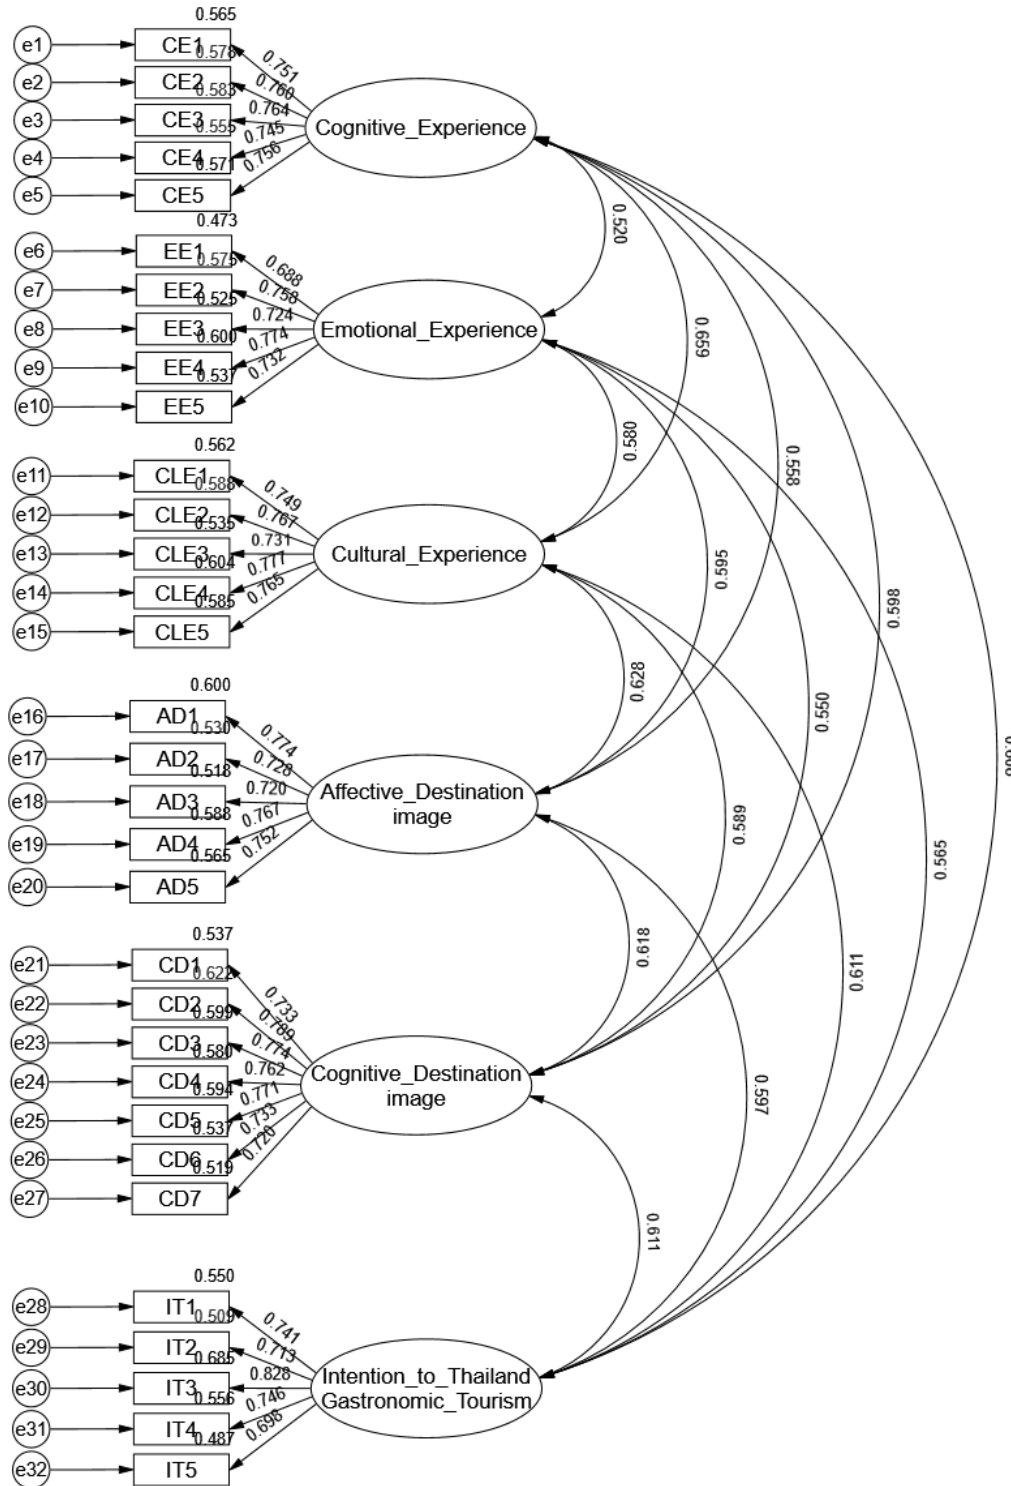 0.565
e1
CE1
0.578
0.751
e2
CE2
0.583
0.760
e3
CE3
0.555
0.764
e4
CE4
0.571
0.745
e5
CE5
0.756
Cognitive_Experience
0.473
e6
EE1
0.575
0.688
e7
EE2
0.525
0.758
e8
EE3
0.600
0.724
e9
EE4
0.537
0.774
e10
EE5
0.732
Emotional_Experience
0.562
e11
CLE1
0.588
0.749
e12
CLE2
0.535
0.767
e13
CLE3
0.604
0.731
e14
CLE4
0.585
0.777
e15
CLE5
0.765
Cultural_Experience
0.600
e16
AD1
0.530
0.774
e17
AD2
0.518
0.728
e18
AD3
0.588
0.720
e19
AD4
0.565
0.767
e20
AD5
0.752
Affective_Destination
image
0.537
e21
CD1
0.622
0.733
e22
CD2
0.599
0.789
e23
CD3
0.580
0.774
e24
CD4
0.594
0.762
e25
CD5
0.537
0.771
e26
CD6
0.519
0.733
e27
CD7
0.720
Cognitive_Destination
image
0.550
e28
IT1
0.509
0.741
e29
IT2
0.685
0.713
e30
IT3
0.556
0.828
e31
IT4
0.487
0.746
e32
IT5
0.698
Intention_to_Thailand
Gastronomic_Tourism
0.520
0.659
0.580
0.558
0.595
0.598
0.628
0.550
0.589
0.565
0.618
0.611
0.597
0.611